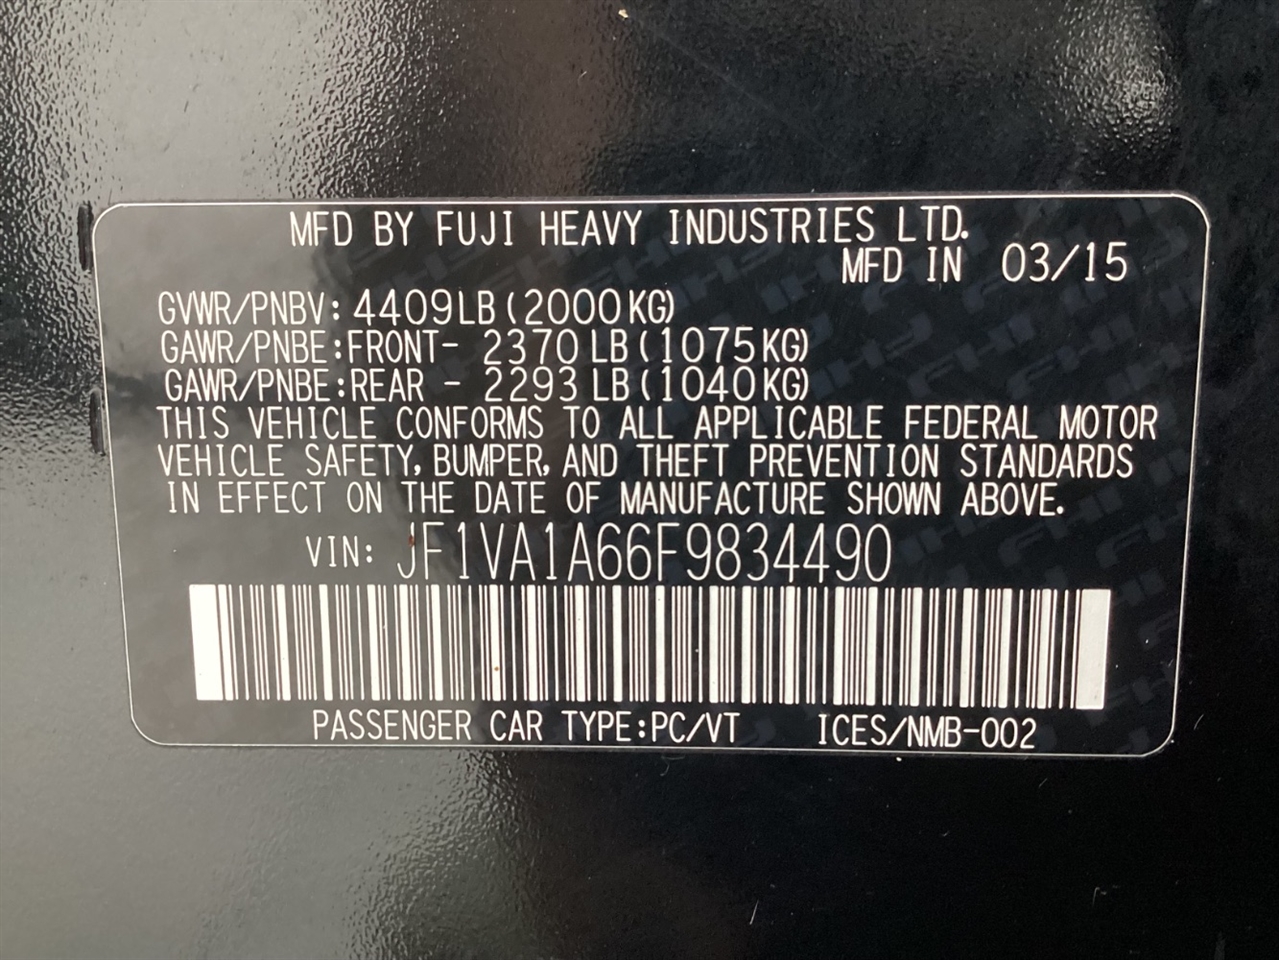 MFD BY FUJI HEAVY INDUSTRIES LTD.
MFD IN 03/15
GVWR/PNBV: 4409LB (2000KG)
GAWR/PNBE:FRONT- 2370LB (1075KG)
GAWR/PNBE:REAR - 2293LB (1040KG)
THIS VEHICLE CONFORMS TO ALL APPLICABLE FEDERAL MOTOR
VEHICLE SAFETY, BUMPER, AND THEFT PREVENTION STANDARDS
IN EFFECT ON THE DATE OF MANUFACTURE SHOWN ABOVE.
VIN: JF1VA1A66F9834490
PASSENGER CAR TYPE:PC/VT ICES/NMB-002